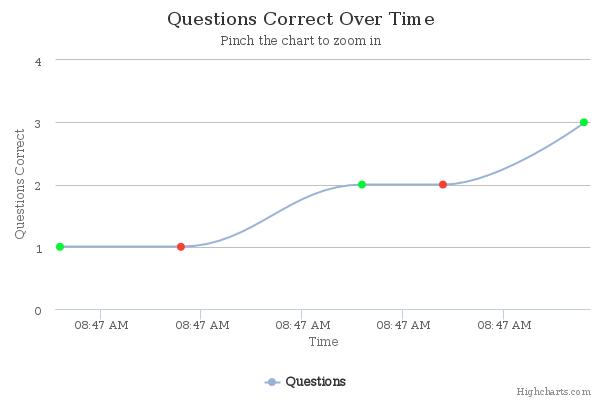 Questions Correct Over Time
Pinch the chart to zoom in
Questions Correct
4
3
2
1
0
08:47 AM 08:47 AM 08:47 AM 08:47 AM 08:47 AM
Time
Questions
Highcharts.com